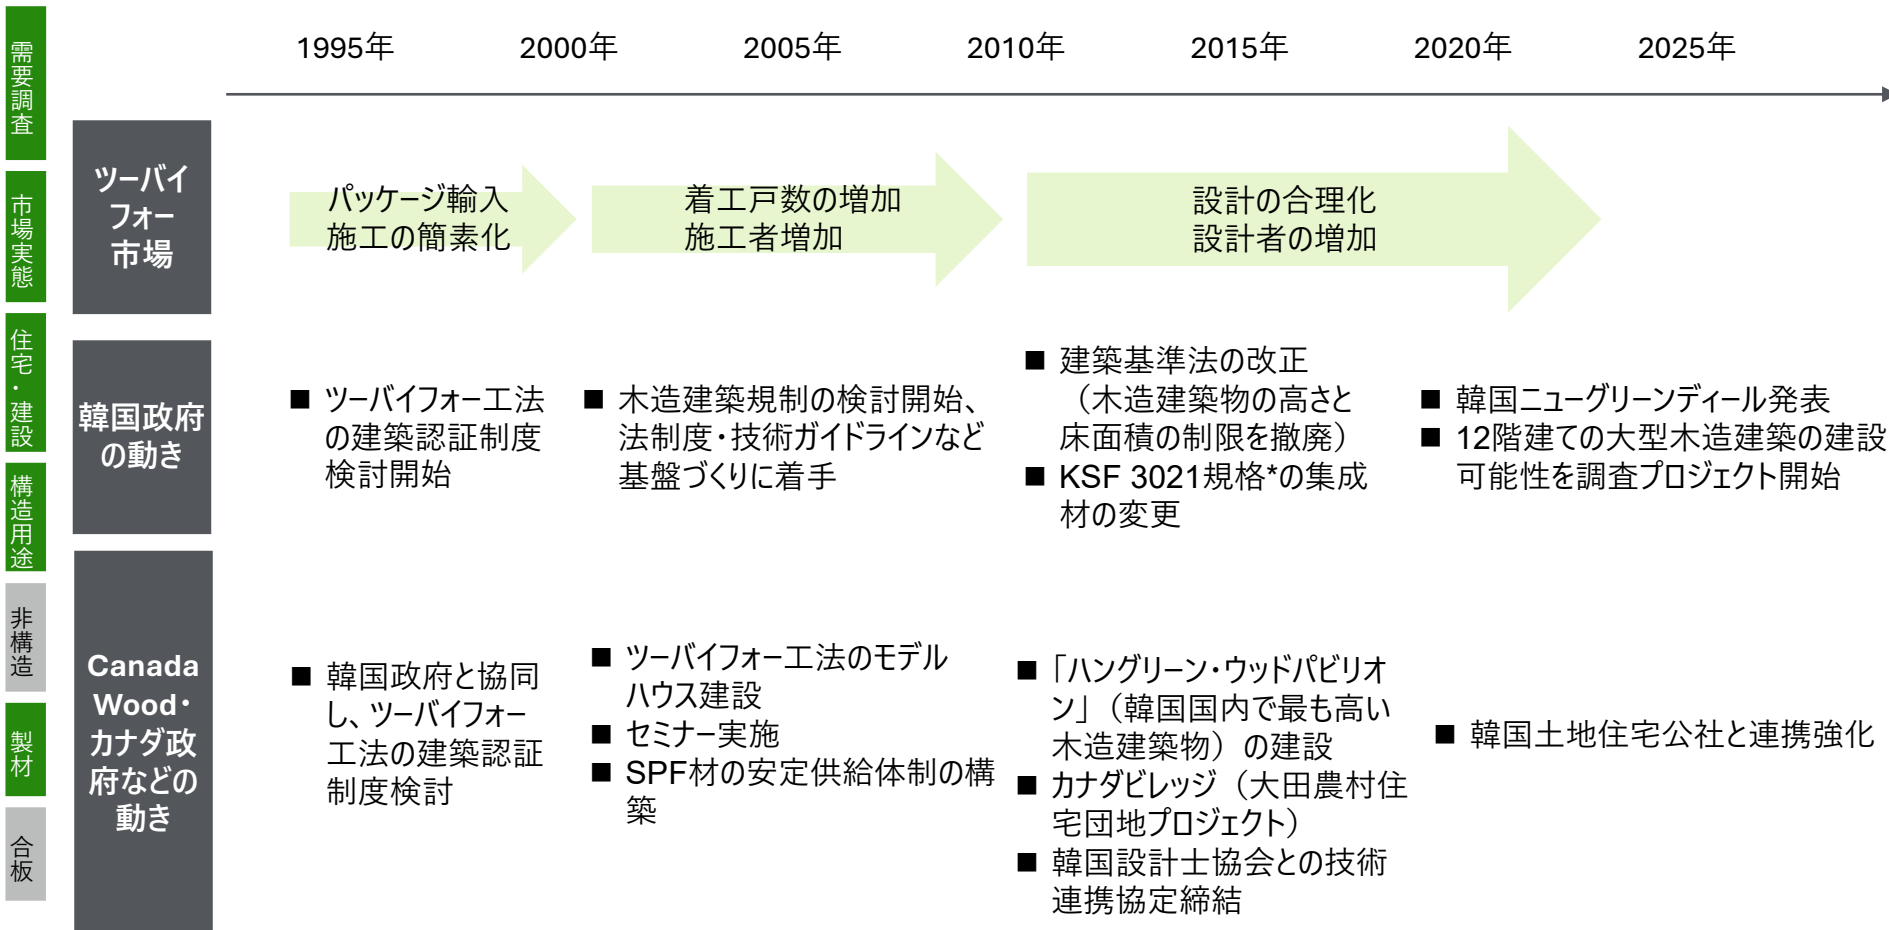 需要調査
市場実態
住宅・建設
構造用途
非構造
製材
合板
1995年
2000年
2005年
2010年
2015年
2020年
2025年
ツーバイ
フォー
市場
パッケージ輸入
施工の簡素化
着工戸数の増加
施工者増加
設計の合理化
設計者の増加
韓国政府
の動き
■ ツーバイフォー工法
の建築認証制度
検討開始
■ 木造建築規制の検討開始、
法制度・技術ガイドラインなど
基盤づくりに着手
■ 建築基準法の改正
（木造建築物の高さと
床面積の制限を撤廃）
■ KSF 3021規格*の集成
材の変更
■ 韓国ニューグリーンディール発表
■ 12階建ての大型木造建築の建設
可能性を調査プロジェクト開始
Canada
Wood・
カナダ政
府などの
動き
■ 韓国政府と協同
し、ツーバイフォー
工法の建築認証
制度検討
■ ツーバイフォー工法のモデル
ハウス建設
■ セミナー実施
■ SPF材の安定供給体制の構
築
■ 「ハングリーン・ウッドパビリオ
ン」（韓国国内で最も高い
木造建築物）の建設
■ カナダビレッジ（大田農村住
宅団地プロジェクト）
■ 韓国設計士協会との技術
連携協定締結
■ 韓国土地住宅公社と連携強化